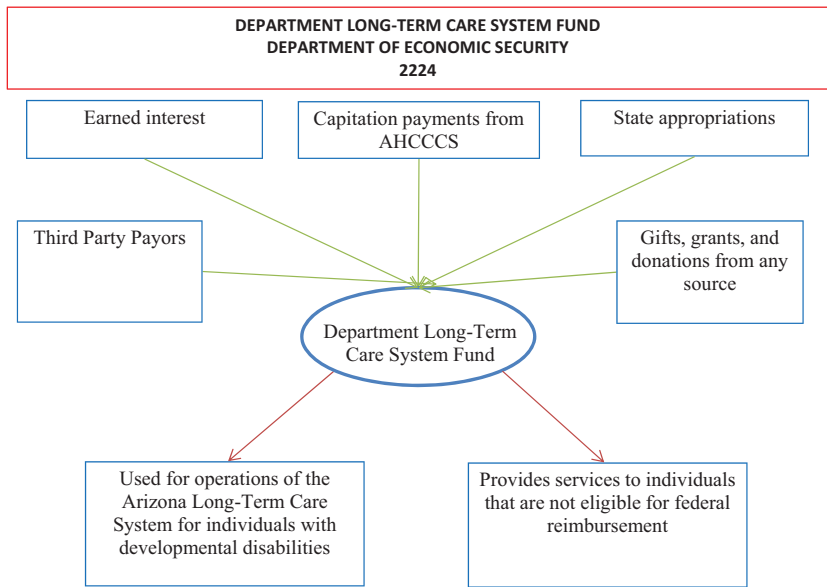 DEPARTMENT LONG-TERM CARE SYSTEM FUND
DEPARTMENT OF ECONOMIC SECURITY
2224
Earned interest
Capitation payments from
AHCCCS
State appropriations
Third Party Payors
Gifts, grants, and
donations from any
source
Department Long-Term
Care System Fund
Used for operations of the
Arizona Long-Term Care
System for individuals with
developmental disabilities
Provides services to individuals
that are not eligible for federal
reimbursement